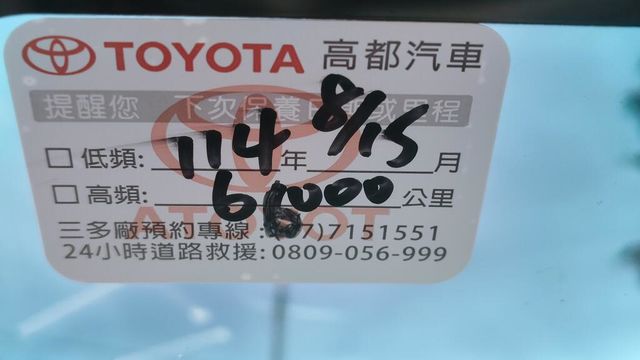 TOYOTA 高都汽車
提醒您 下次保養日期或里程
□ 低頻: 114 年 8/15 月
□ 高頻: 公里
三多廠預約專線:(07)7151551
24小時道路救援:0809-056-999